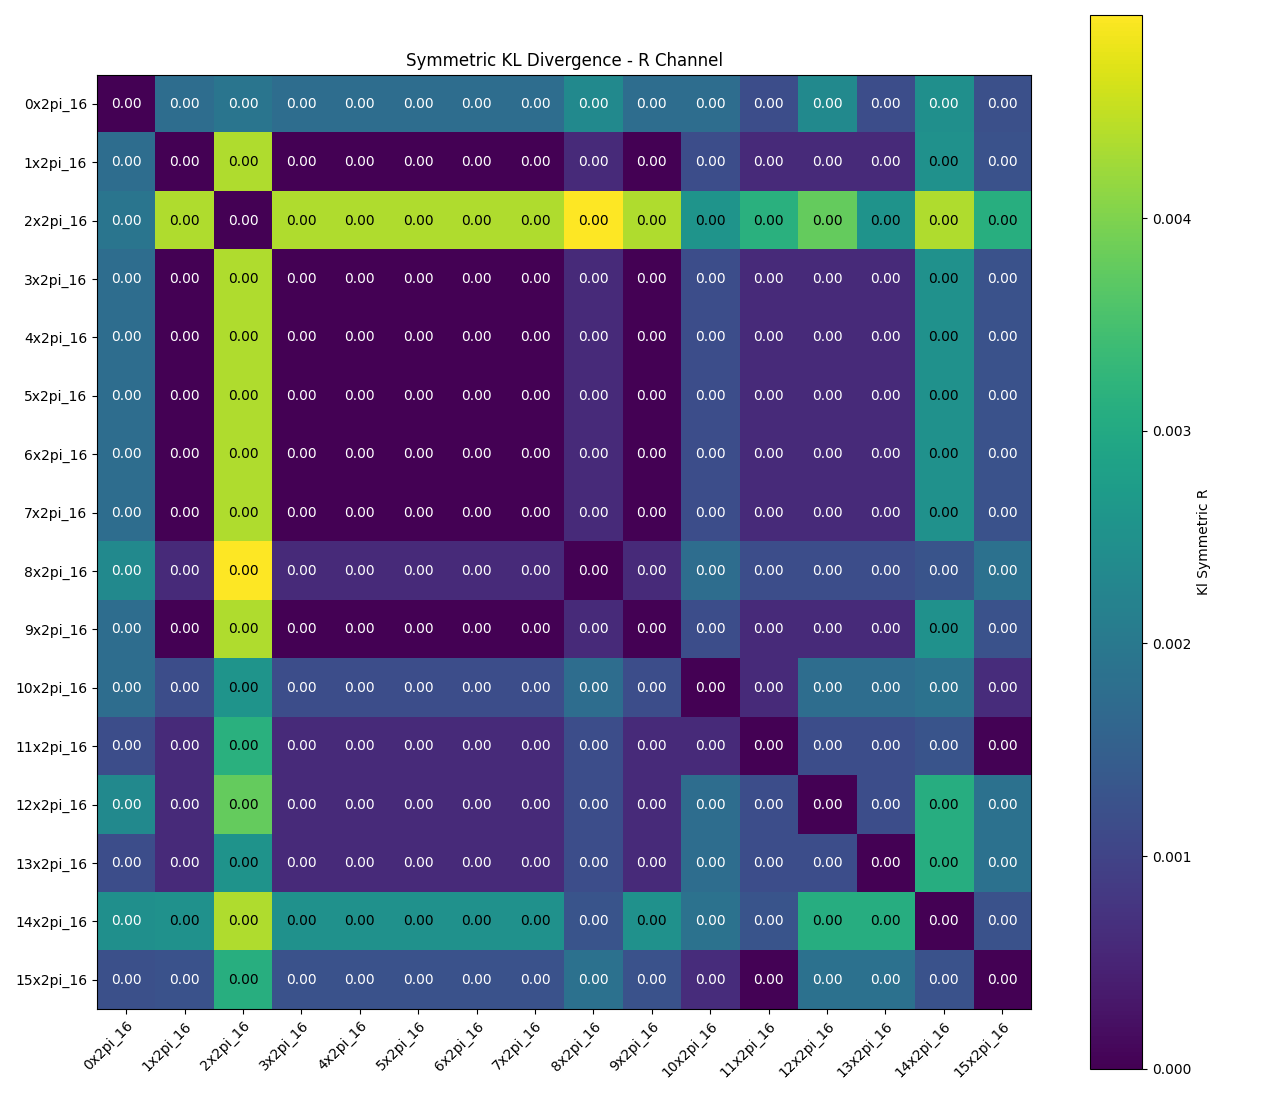 Symmetric KL Divergence - R Channel
0x2pi_16 0.00 0.00 0.00 0.00 0.00 0.00 0.00 0.00 0.00 0.00 0.00 0.00 0.00 0.00 0.00 0.00
1x2pi_16 0.00 0.00 0.00 0.00 0.00 0.00 0.00 0.00 0.00 0.00 0.00 0.00 0.00 0.00 0.00 0.00
2x2pi_16 0.00 0.00 0.00 0.00 0.00 0.00 0.00 0.00 0.00 0.00 0.00 0.00 0.00 0.00 0.00 0.00
3x2pi_16 0.00 0.00 0.00 0.00 0.00 0.00 0.00 0.00 0.00 0.00 0.00 0.00 0.00 0.00 0.00 0.00
4x2pi_16 0.00 0.00 0.00 0.00 0.00 0.00 0.00 0.00 0.00 0.00 0.00 0.00 0.00 0.00 0.00 0.00
5x2pi_16 0.00 0.00 0.00 0.00 0.00 0.00 0.00 0.00 0.00 0.00 0.00 0.00 0.00 0.00 0.00 0.00
6x2pi_16 0.00 0.00 0.00 0.00 0.00 0.00 0.00 0.00 0.00 0.00 0.00 0.00 0.00 0.00 0.00 0.00
7x2pi_16 0.00 0.00 0.00 0.00 0.00 0.00 0.00 0.00 0.00 0.00 0.00 0.00 0.00 0.00 0.00 0.00
8x2pi_16 0.00 0.00 0.00 0.00 0.00 0.00 0.00 0.00 0.00 0.00 0.00 0.00 0.00 0.00 0.00 0.00
9x2pi_16 0.00 0.00 0.00 0.00 0.00 0.00 0.00 0.00 0.00 0.00 0.00 0.00 0.00 0.00 0.00 0.00
10x2pi_16 0.00 0.00 0.00 0.00 0.00 0.00 0.00 0.00 0.00 0.00 0.00 0.00 0.00 0.00 0.00 0.00
11x2pi_16 0.00 0.00 0.00 0.00 0.00 0.00 0.00 0.00 0.00 0.00 0.00 0.00 0.00 0.00 0.00 0.00
12x2pi_16 0.00 0.00 0.00 0.00 0.00 0.00 0.00 0.00 0.00 0.00 0.00 0.00 0.00 0.00 0.00 0.00
13x2pi_16 0.00 0.00 0.00 0.00 0.00 0.00 0.00 0.00 0.00 0.00 0.00 0.00 0.00 0.00 0.00 0.00
14x2pi_16 0.00 0.00 0.00 0.00 0.00 0.00 0.00 0.00 0.00 0.00 0.00 0.00 0.00 0.00 0.00 0.00
15x2pi_16 0.00 0.00 0.00 0.00 0.00 0.00 0.00 0.00 0.00 0.00 0.00 0.00 0.00 0.00 0.00 0.00
0x2pi_16 1x2pi_16 2x2pi_16 3x2pi_16 4x2pi_16 5x2pi_16 6x2pi_16 7x2pi_16 8x2pi_16 9x2pi_16 10x2pi_16 11x2pi_16 12x2pi_16 13x2pi_16 14x2pi_16 15x2pi_16
0.004
0.003
0.002
0.001
0.000
Kl Symmetric R